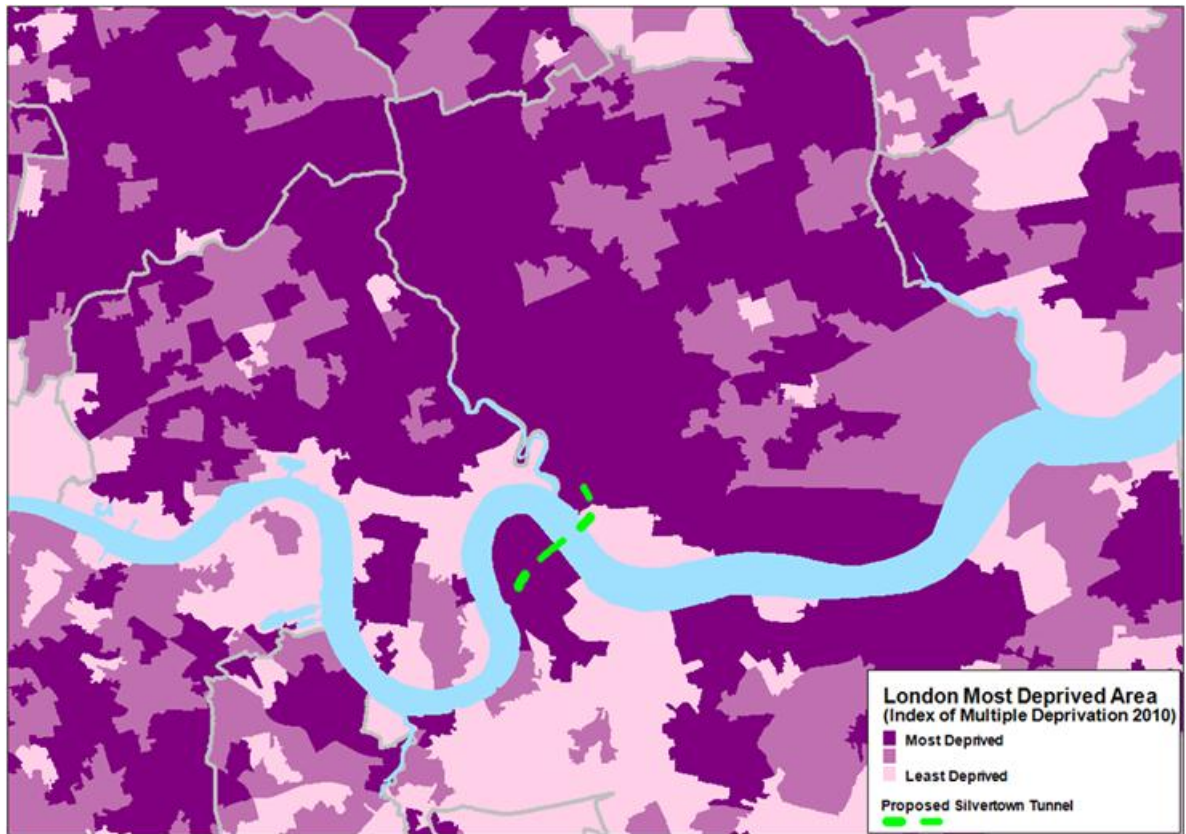 London Most Deprived Area
(Index of Multiple Deprivation 2010)
Most Deprived
Least Deprived
Proposed Silvertown Tunnel